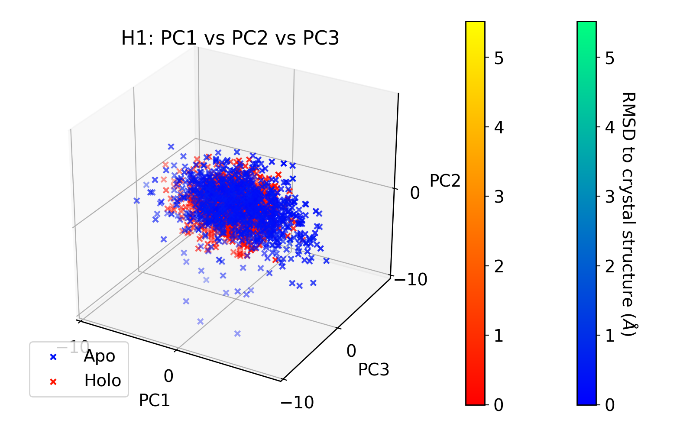 H1: PC1 vs PC2 vs PC3
PC2
0
−10
0
PC3
−10
−10
0
PC1
Apo
Holo
5
4
3
2
1
0
5
4
3
2
1
0
RMSD to crystal structure (Å)